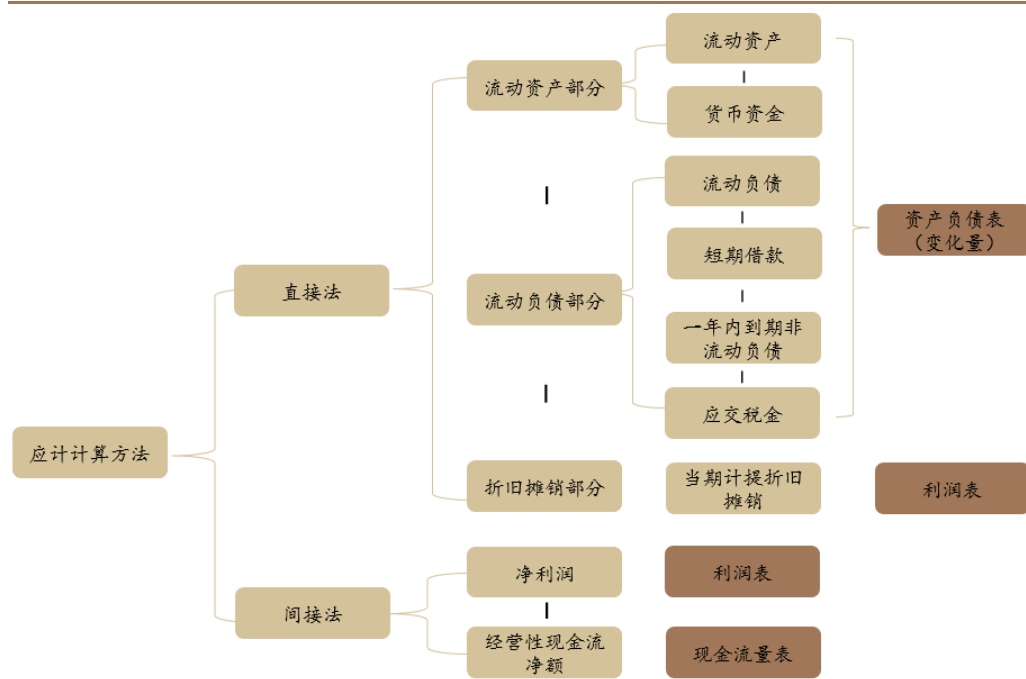 流动资产
流动资产部分
货币资金
流动负债
资产负债表
（变化量）
短期借款
直接法
流动负债部分
一年内到期非
流动负债
应交税金
应计计算方法
折旧摊销部分
当期计提折旧
摊销
利润表
净利润
利润表
间接法
经营性现金流
净额
现金流量表